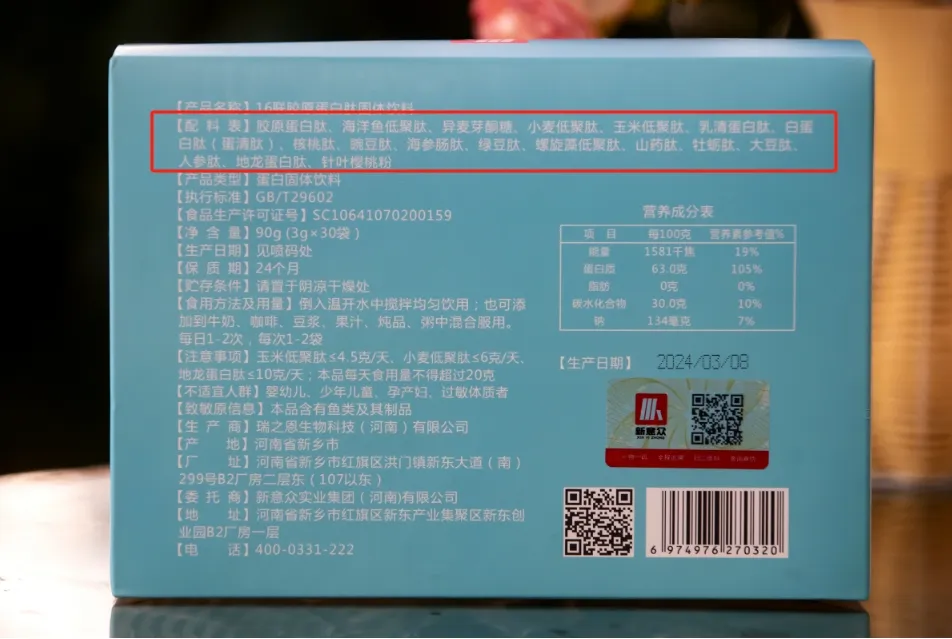 【产品名称】16联胶原蛋白肽固体饮料
【配 料 表】胶原蛋白肽、海洋鱼低聚肽、异麦芽酮糖、小麦低聚肽、玉米低聚肽、乳清蛋白肽、白蛋
白肽（蛋清肽）、核桃肽、豌豆肽、海参肠肽、绿豆肽、螺旋藻低聚肽、山药肽、牡蛎肽、大豆肽、
人参肽、地龙蛋白肽、针叶樱桃粉
【产品类型】蛋白固体饮料
【执行标准】GB/T29602
【食品生产许可证号】SC10641070200159
【净 含 量】90g（3g×30袋）
【生产日期】见喷码处
【保 质 期】24个月
【贮存条件】请置于阴凉干燥处
【食用方法及用量】倒入温开水中搅拌均匀饮用；也可添
加到牛奶、咖啡、豆浆、果汁、炖品、粥中混合服用。
每日1-2次，每次1-2袋
【注意事项】玉米低聚肽≤4.5克/天、小麦低聚肽≤6克/天、
地龙蛋白肽≤10克/天；本品每天食用量不得超过20克
【不适宜人群】婴幼儿、少年儿童、孕产妇、过敏体质者
【致敏原信息】本品含有鱼类及其制品
【生 产 商】瑞之恩生物科技（河南）有限公司
【产 地】河南省新乡市
【厂 址】河南省新乡市红旗区洪门镇新东大道（南）
299号B2厂房二层东（107以东）
【委 托 商】新意众实业集团（河南)有限公司
【地 址】河南省新乡市红旗区新东产业集聚区新东创
业园B2厂房一层
【电 话】400-0331-222
营养成分表
项 目 每100克 营养素参考值%
能量 1581千焦 19%
蛋白质 63.0克 105%
脂肪 0克 0%
碳水化合物 30.0克 10%
钠 134毫克 7%
【生产日期】 2024/03/08
新意众
6 974976 270320